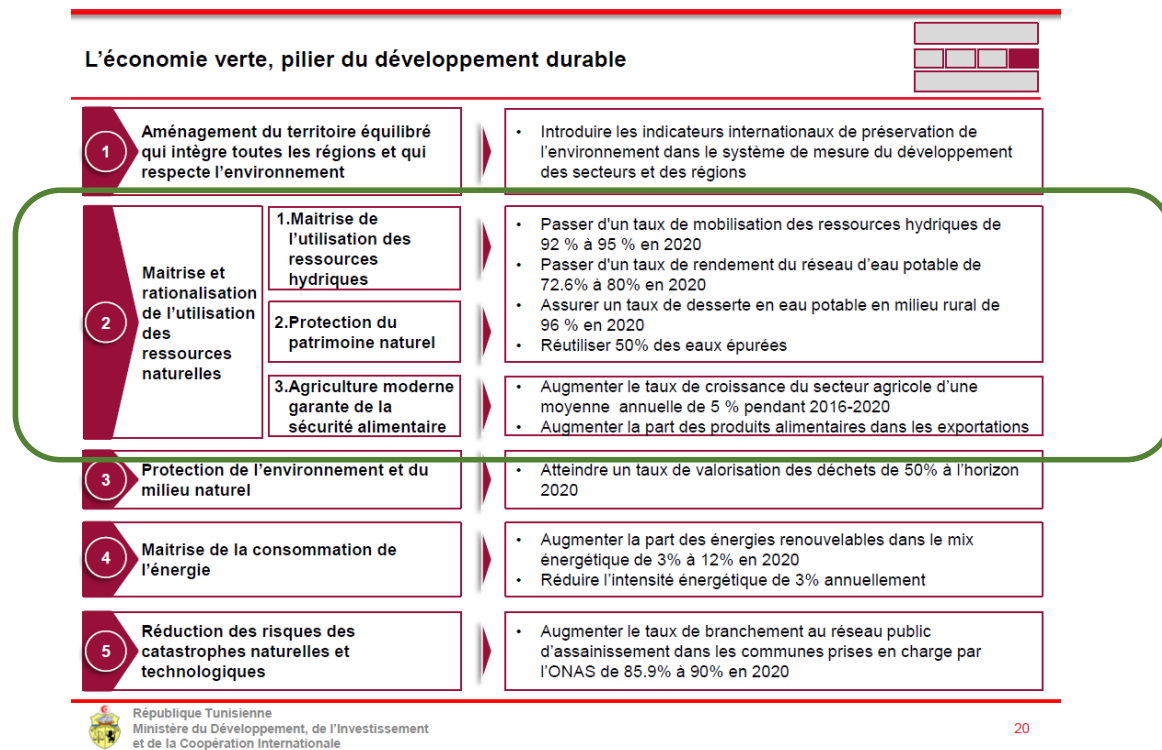 L'économie verte, pilier du développement durable
1
Aménagement du territoire équilibré
qui intègre toutes les régions et qui
respecte l'environnement
• Introduire les indicateurs internationaux de préservation de
l'environnement dans le système de mesure du développement
des secteurs et des régions
2
Maitrise et
rationalisation
de l'utilisation
des
ressources
naturelles
1.Maitrise de
l'utilisation des
ressources
hydriques
2.Protection du
patrimoine naturel
• Passer d'un taux de mobilisation des ressources hydriques de
92 % à 95 % en 2020
• Passer d'un taux de rendement du réseau d'eau potable de
72.6% à 80% en 2020
• Assurer un taux de desserte en eau potable en milieu rural de
96 % en 2020
• Réutiliser 50% des eaux épurées
3.Agriculture moderne
garante de la
sécurité alimentaire
• Augmenter le taux de croissance du secteur agricole d'une
moyenne annuelle de 5 % pendant 2016-2020
• Augmenter la part des produits alimentaires dans les exportations
3
Protection de l'environnement et du
milieu naturel
• Atteindre un taux de valorisation des déchets de 50% à l'horizon
2020
4
Maitrise de la consommation de
l'énergie
• Augmenter la part des énergies renouvelables dans le mix
énergétique de 3% à 12% en 2020
• Réduire l'intensité énergétique de 3% annuellement
5
Réduction des risques des
catastrophes naturelles et
technologiques
• Augmenter le taux de branchement au réseau public
d'assainissement dans les communes prises en charge par
l'ONAS de 85.9% à 90% en 2020
République Tunisienne
Ministère du Développement, de l'Investissement
et de la Coopération Internationale
20